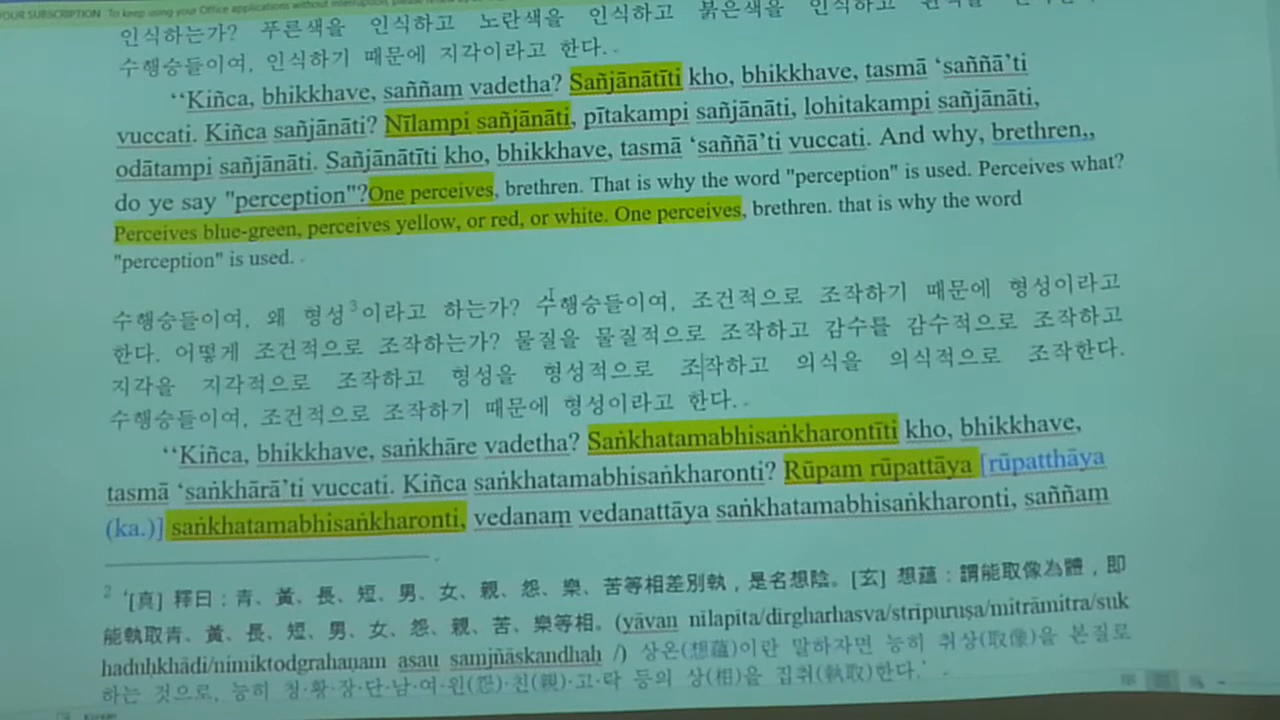 YOUR SUBSCRIPTION To keep using your Office applications without interruption, please
인식하는가? 푸른색을 인식하고 노란색을 인식하고 붉은색을 인식하고
수행승들이여, 인식하기 때문에 지각이라고 한다.
‘‘Kiñca, bhikkhave, saññaṃ vadetha? Sañjānātīti kho, bhikkhave, tasmā ‘saññā’ti
vuccati. Kiñca sañjānāti? Nīlampi sañjānāti, pītakampi sañjānāti, lohitakampi sañjānāti,
odātampi sañjānāti. Sañjānātīti kho, bhikkhave, tasmā ‘saññā’ti vuccati. And why, brethren,,
do ye say "perception"?One perceives, brethren. That is why the word "perception" is used. Perceives what?
Perceives blue-green, perceives yellow, or red, or white. One perceives, brethren. that is why the word
"perception" is used.
수행승들이여, 왜 형성3이라고 하는가? 수행승들이여, 조건적으로 조작하기 때문에 형성이라고
한다. 어떻게 조건적으로 조작하는가? 물질을 물질적으로 조작하고 감수를 감수적으로 조작하고
지각을 지각적으로 조작하고 형성을 형성적으로 조작하고 의식을 의식적으로 조작한다.
수행승들이여, 조건적으로 조작하기 때문에 형성이라고 한다.
‘‘Kiñca, bhikkhave, saṅkhāre vadetha? Saṅkhatamabhisaṅkharontīti kho, bhikkhave,
tasmā ‘saṅkhārā’ti vuccati. Kiñca saṅkhatamabhisaṅkharonti? Rūpaṃ rūpattāya [rūpatthāya
(ka.)] saṅkhatamabhisaṅkharonti, vedanaṃ vedanattāya saṅkhatamabhisaṅkharonti, saññaṃ
2 ‘[真] 釋曰 : 青、黃、長、短、男、女、親、怨、樂、苦等相差別執，是名想陰。[玄] 想蘊 : 謂能取像為體，即
能執取青、黃、長、短、男、女、怨、親、苦、樂等相。(yāvan nīlapīta/dīrgharhasva/strīpuruṣa/mitrāmitra/suk
haduḥkhādi/nimiktodgrahaṇam asau samjñāskandhaḥ /) 상온(想蘊)이란 말하자면 능히 취상(取像)을 본질로
하는 것으로, 능히 청·황·장·단·남·여·원(怨)·친(親)·고·락 등의 상(相)을 집취(執取)한다.’